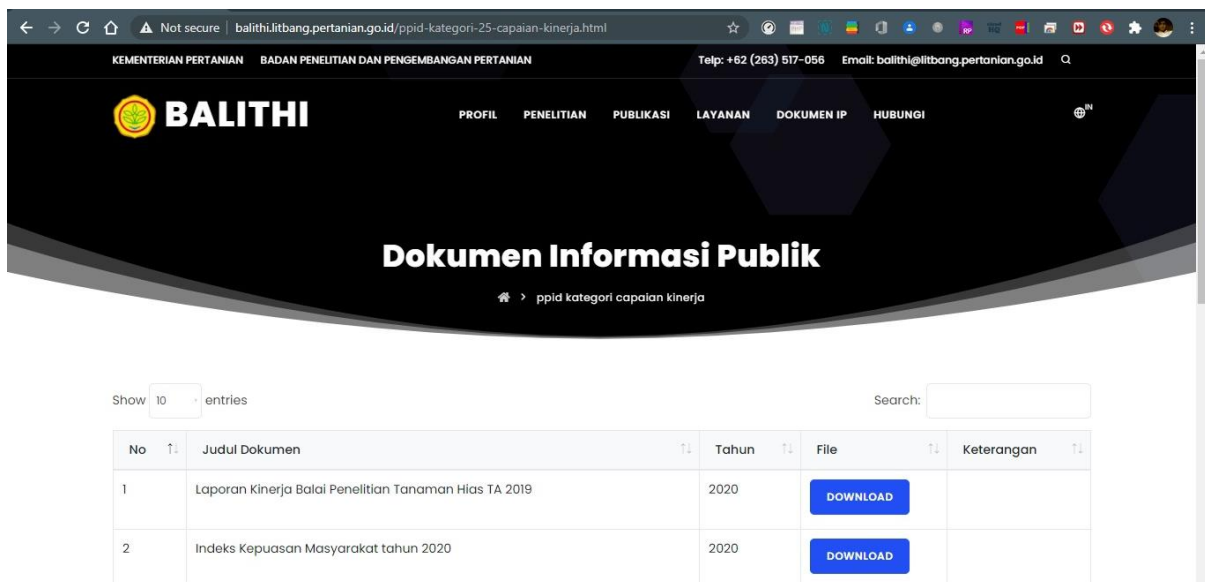 Not secure | balithi.litbang.pertanian.go.id/ppid-kategori-25-capaian-kinerja.html
KEMENTERIAN PERTANIAN BADAN PENELITIAN DAN PENGEMBANGAN PERTANIAN Telp: +62 (263) 517-056 Email: balithi@litbang.pertanian.go.id
BALITHI PROFIL PENELITIAN PUBLIKASI LAYANAN DOKUMEN IP HUBUNGI IN
Dokumen Informasi Publik
> ppid kategori capaian kinerja
Show 10 entries Search:
No Judul Dokumen Tahun File Keterangan
1 Laporan Kinerja Balai Penelitian Tanaman Hias TA 2019 2020 DOWNLOAD
2 Indeks Kepuasan Masyarakat tahun 2020 2020 DOWNLOAD